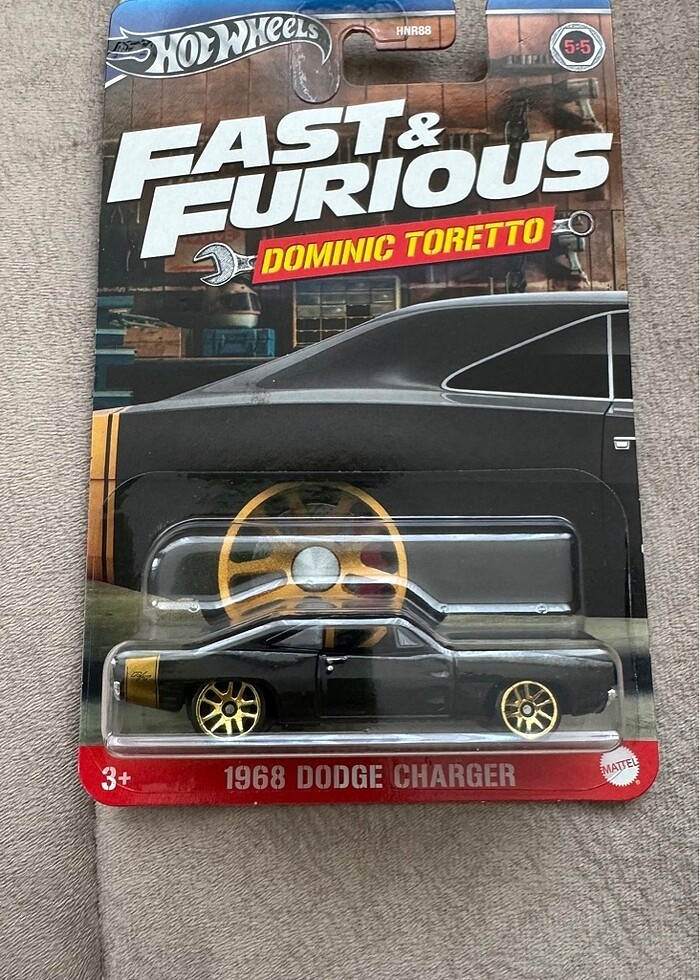 HOT WHEELS
HNR88
5:5
FAST &
FURIOUS
DOMINIC TORETTO
3+
1968 DODGE CHARGER
MATTEL